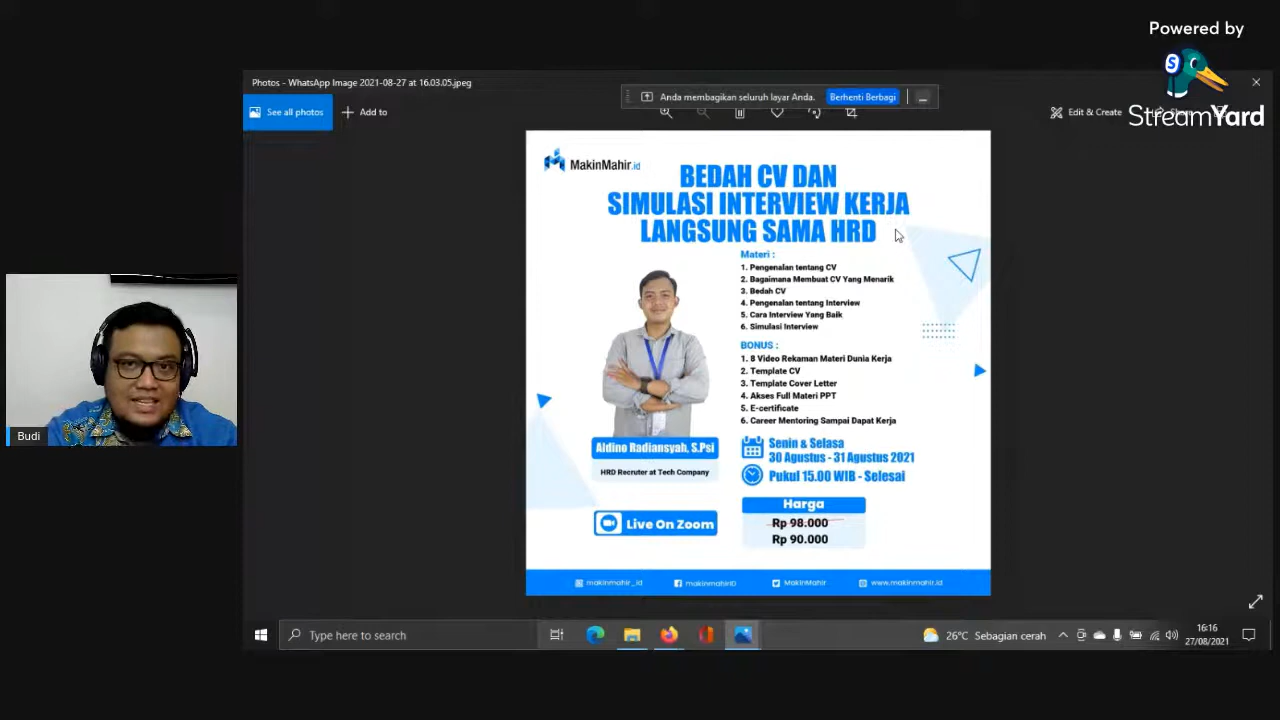 Powered by
StreamYard
Photos - WhatsApp Image 2021-08-27 at 16.03.05.jpeg
Anda membagikan seluruh layar Anda.
Berhenti Berbagi
See all photos
Add to
Edit & Create
MakinMahir.id
BEDAH CV DAN
SIMULASI INTERVIEW KERJA
LANGSUNG SAMA HRD
Materi :
1. Pengenalan tentang CV
2. Bagaimana Membuat CV Yang Menarik
3. Bedah CV
4. Pengenalan tentang Interview
5. Cara Interview Yang Baik
6. Simulasi Interview
BONUS :
1. 8 Video Rekaman Materi Dunia Kerja
2. Template CV
3. Template Cover Letter
4. Akses Full Materi PPT
5. E-certificate
6. Career Mentoring Sampai Dapat Kerja
Aldino Radiansyah, S.Psi
HRD Recruter at Tech Company
Senin & Selasa
30 Agustus - 31 Agustus 2021
Pukul 15.00 WIB - Selesai
Live On Zoom
Harga
Rp 98.000
Rp 90.000
makinmahir_id
makinmahirID
MakinMahir
www.makinmahir.id
Budi
Type here to search
26°C Sebagian cerah
16:16
27/08/2021